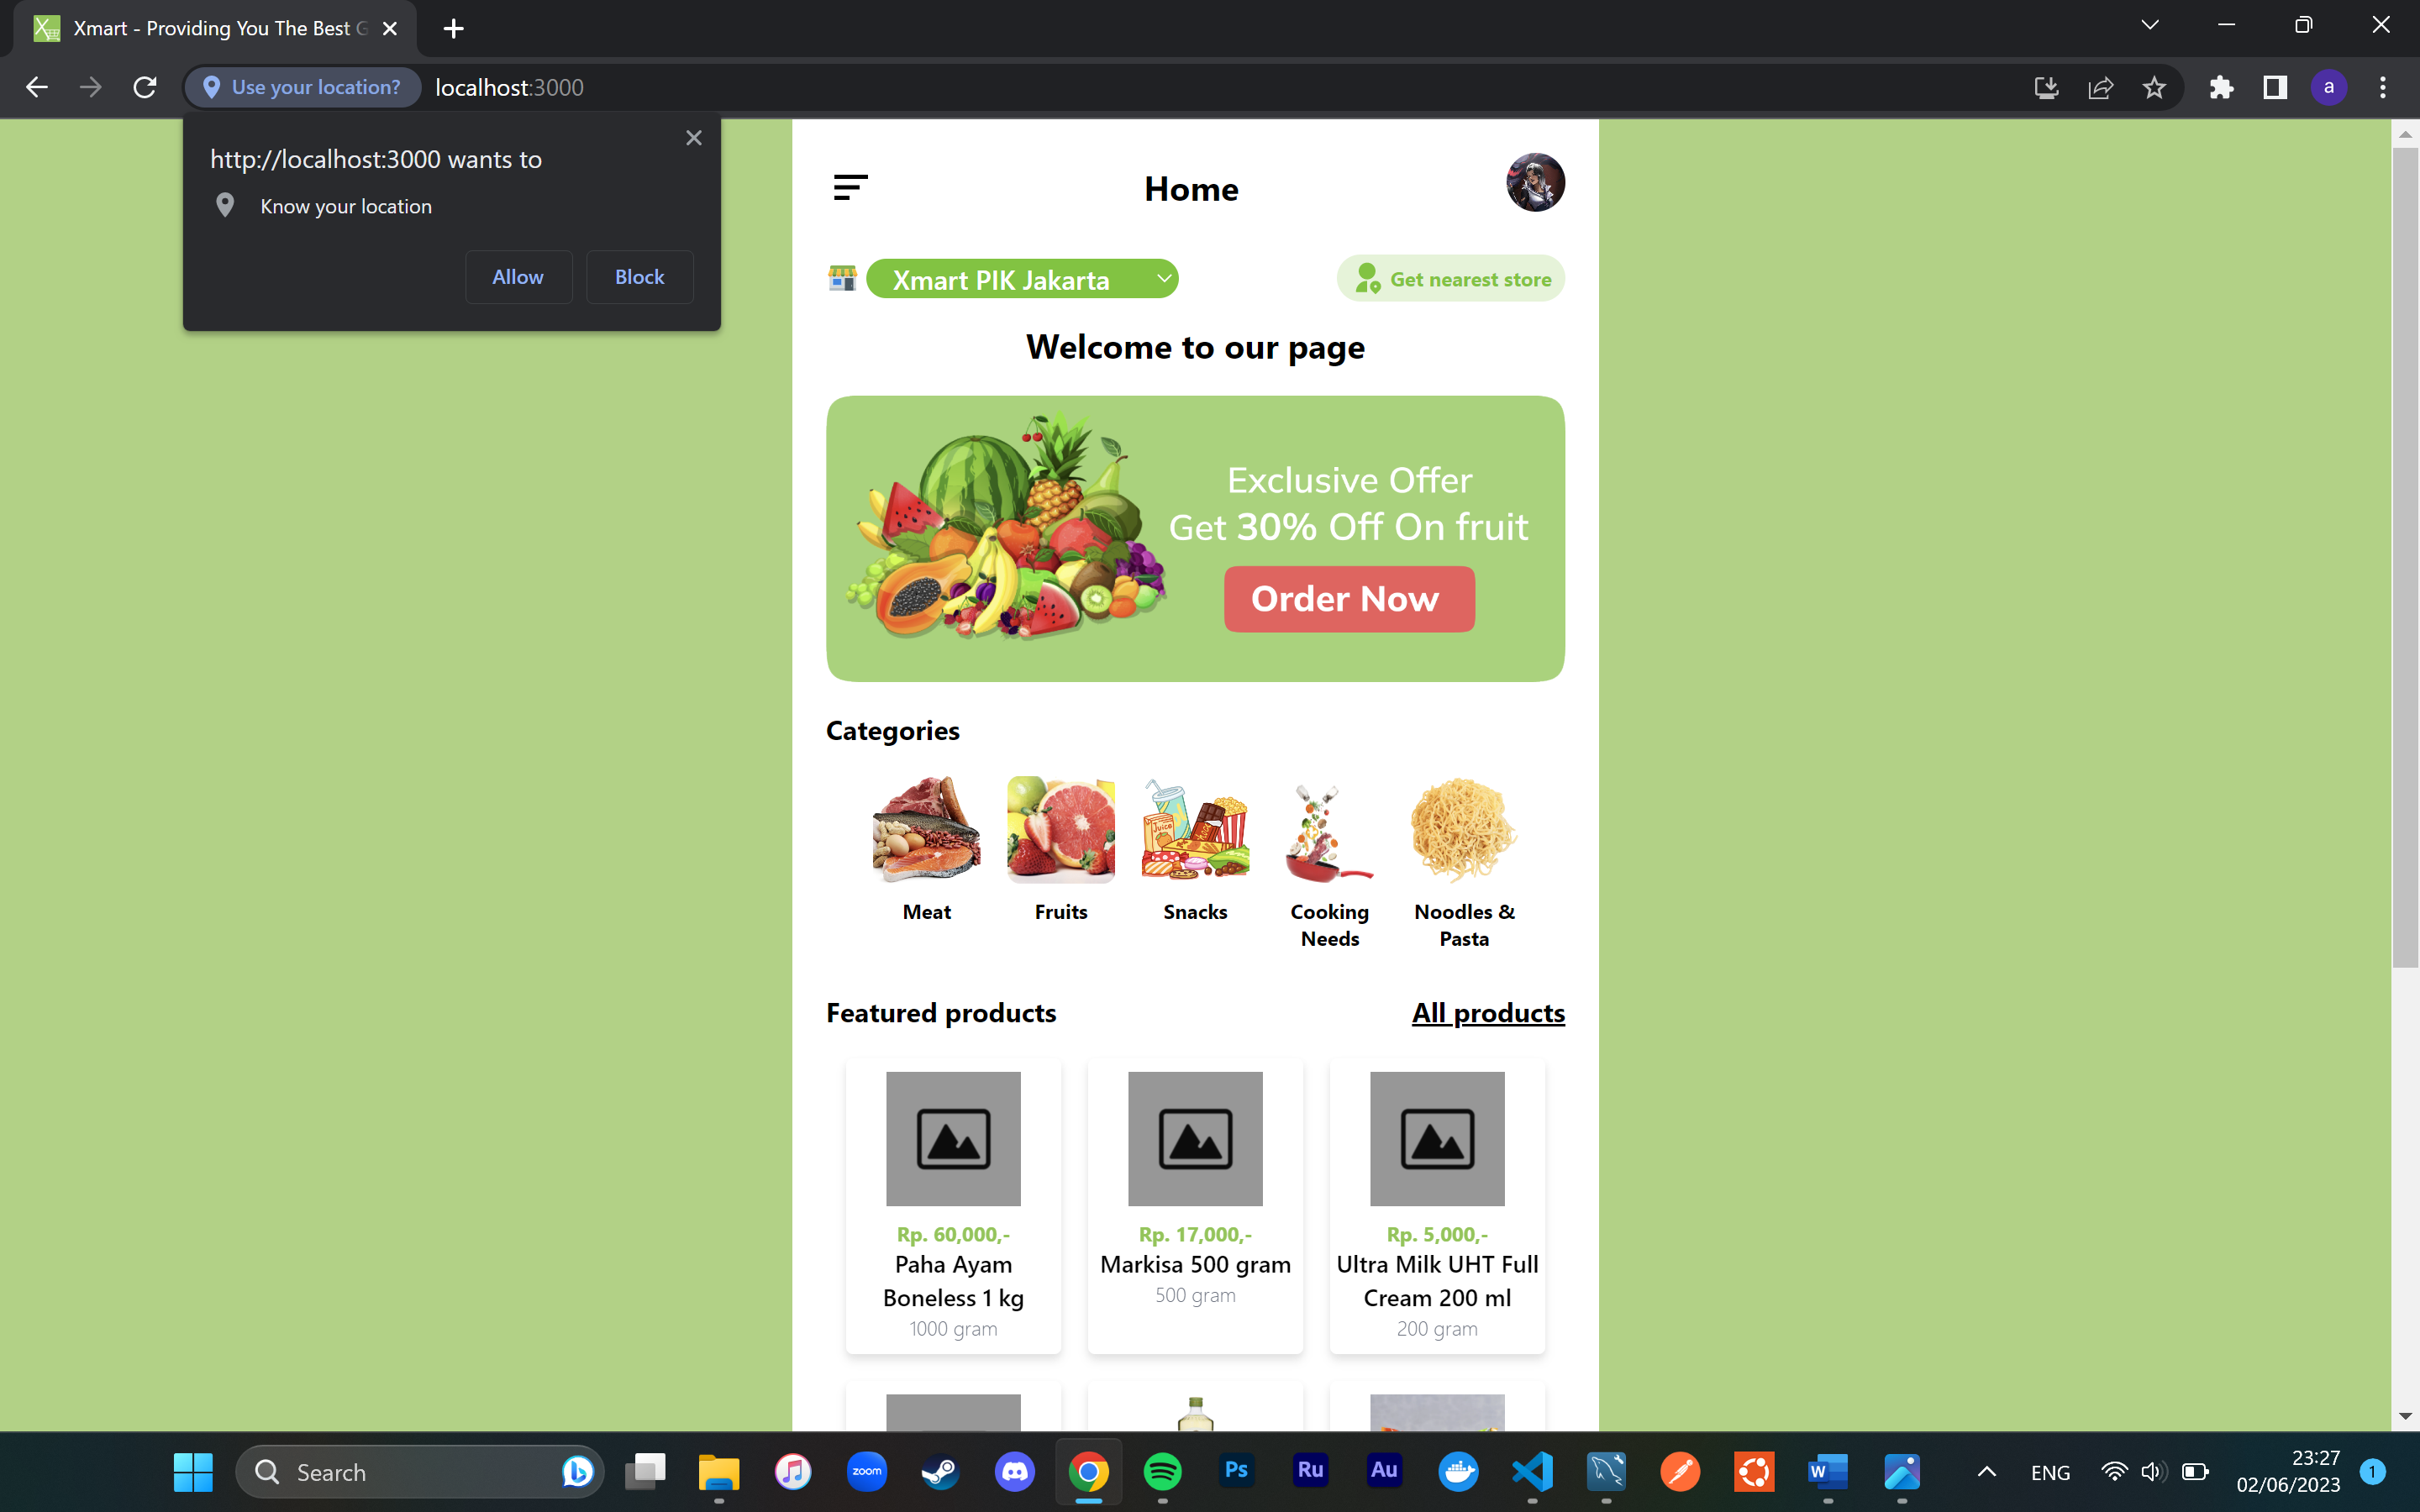 Xmart - Providing You The Best G
Use your location?
localhost:3000
a
http://localhost:3000 wants to
Know your location
Allow
Block
Home
Xmart PIK Jakarta
Get nearest store
Welcome to our page
Exclusive Offer
Get 30% Off On fruit
Order Now
Categories
Juice
Meat
Fruits
Snacks
Cooking
Needs
Noodles &
Pasta
Featured products
All products
Rp. 60,000,-
Paha Ayam
Boneless 1 kg
1000 gram
Rp. 17,000,-
Markisa 500 gram
500 gram
Rp. 5,000,-
Ultra Milk UHT Full
Cream 200 ml
200 gram
Search
zoom
Ps
Ru
Au
W
ENG
23:27
02/06/2023
1